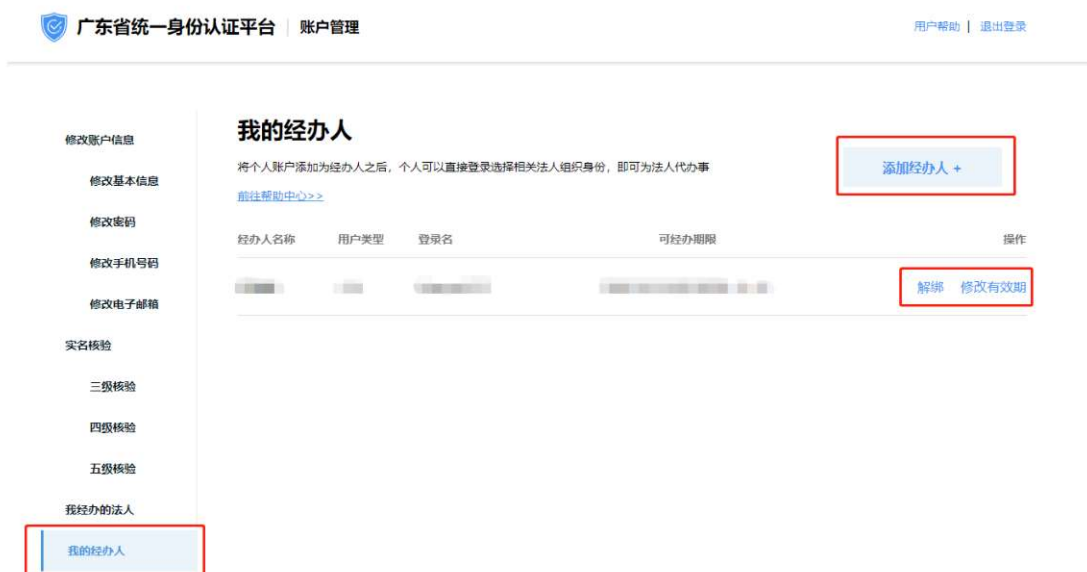 广东省统一身份认证平台 账户管理 用户帮助 | 退出登录
修改账户信息
修改基本信息
修改密码
修改手机号码
修改电子邮箱
实名核验
三级核验
四级核验
五级核验
我经办的法人
我的经办人
我的经办人
将个人账户添加为经办人之后，个人可以直接登录选择相关法人组织身份，即可为法人代办事
前往帮助中心>>
添加经办人 +
经办人名称 用户类型 登录名 可经办期限 操作
解绑 修改有效期